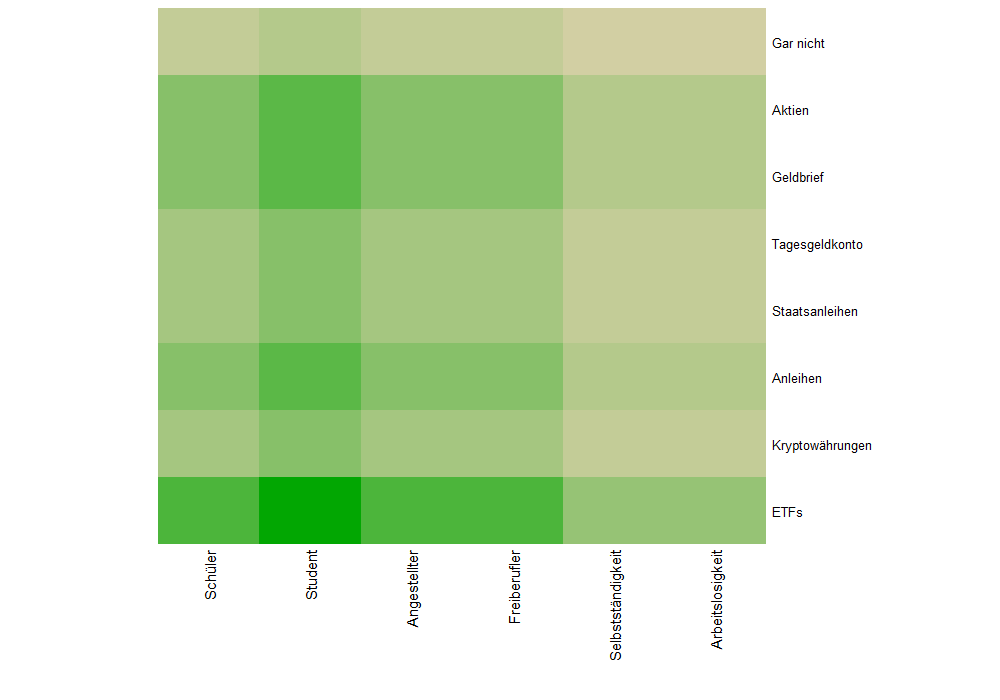 Gar nicht
Aktien
Geldbrief
Tagesgeldkonto
Staatsanleihen
Anleihen
Kryptowährungen
ETFs
Schüler
Student
Angestellter
Freiberufler
Selbstständigkeit
Arbeitslosigkeit